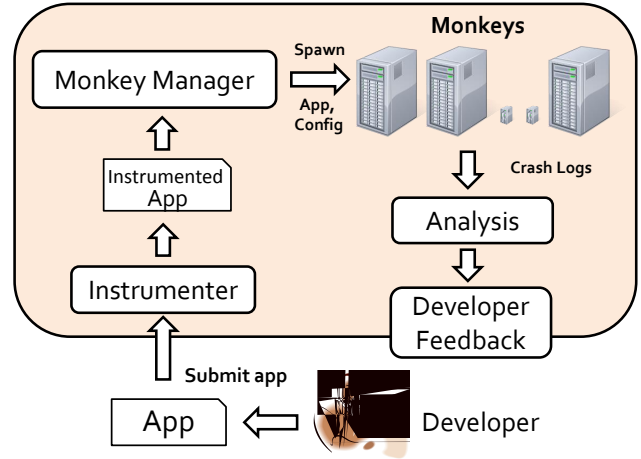 Monkeys
Spawn
Monkey Manager
App,
Config
Instrumented
App
Crash Logs
Analysis
Instrumenter
Developer
Feedback
Submit app
App
Developer